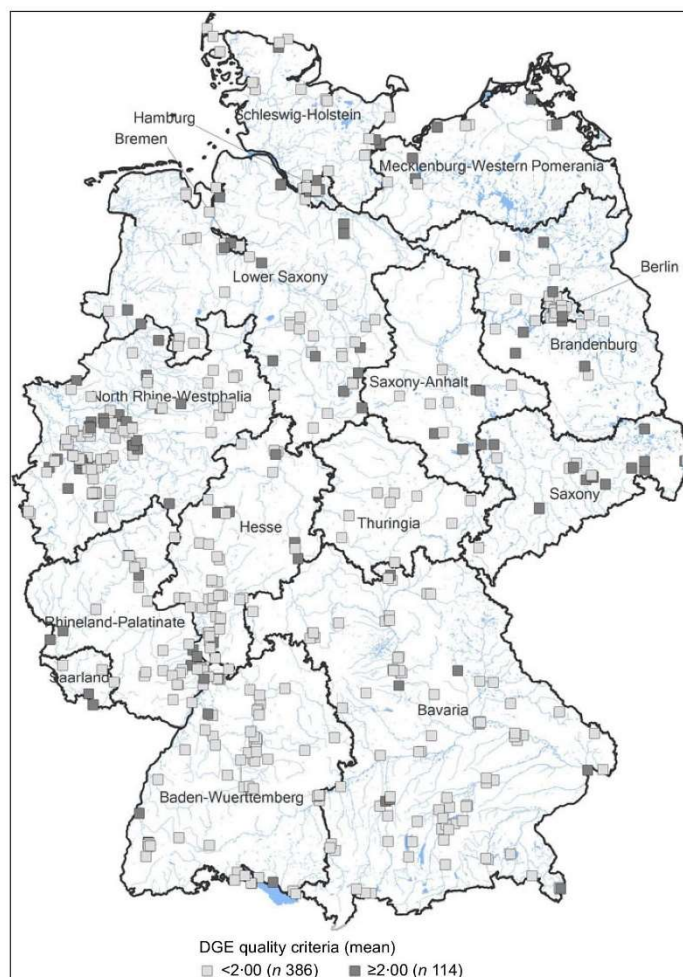 Hamburg
Schleswig-Holstein
Bremen
Mecklenburg-Western Pomerania
Lower Saxony
Berlin
Brandenburg
Saxony-Anhalt
North Rhine-Westphalia
Saxony
Hesse
Thuringia
Rhineland-Palatinate
Saarland
Bavaria
Baden-Wuerttemberg
DGE quality criteria (mean)
<2·00 (n 386) ≥2·00 (n 114)